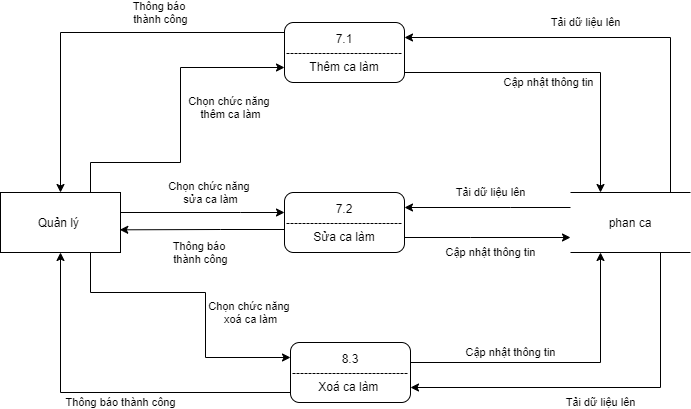 Thông báo
thành công
7.1
Thêm ca làm
Tải dữ liệu lên
Cập nhật thông tin
Chọn chức năng
thêm ca làm
Quản lý
Chọn chức năng
sửa ca làm
Thông báo
thành công
7.2
Sửa ca làm
Tải dữ liệu lên
Cập nhật thông tin
phan ca
Chọn chức năng
xoá ca làm
8.3
Xoá ca làm
Cập nhật thông tin
Thông báo thành công
Tải dữ liệu lên